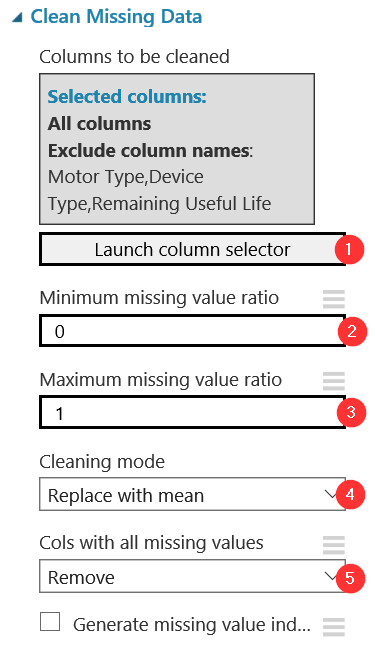 Clean Missing Data
Columns to be cleaned
Selected columns:
All columns
Exclude column names:
Motor Type,Device
Type,Remaining Useful Life
Launch column selector 1
Minimum missing value ratio
0 2
Maximum missing value ratio
1 3
Cleaning mode
Replace with mean 4
Cols with all missing values
Remove 5
Generate missing value ind...